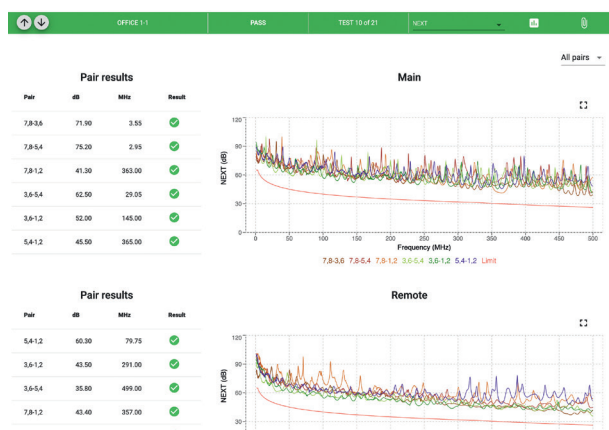 OFFICE 1-1 PASS TEST 10 of 21 NEXT
All pairs
Pair results
Pair dB MHz Result
7,8-3,6 71.90 3.55
7,8-5,4 75.20 2.95
7,8-1,2 41.30 363.00
3,6-5,4 62.50 29.05
3,6-1,2 52.00 145.00
5,4-1,2 45.50 365.00
Main
NEXT (dB)
120
90
60
30
0
0 50 100 150 200 250 300 350 400 450 500
Frequency (MHz)
7,8-3,6 7,8-5,4 7,8-1,2 3,6-5,4 3,6-1,2 5,4-1,2 Limit
Pair results
Pair dB MHz Result
5,4-1,2 60.30 79.75
3,6-1,2 43.50 291.00
3,6-5,4 35.80 499.00
7,8-1,2 43.40 357.00
Remote
NEXT (dB)
120
90
60
30